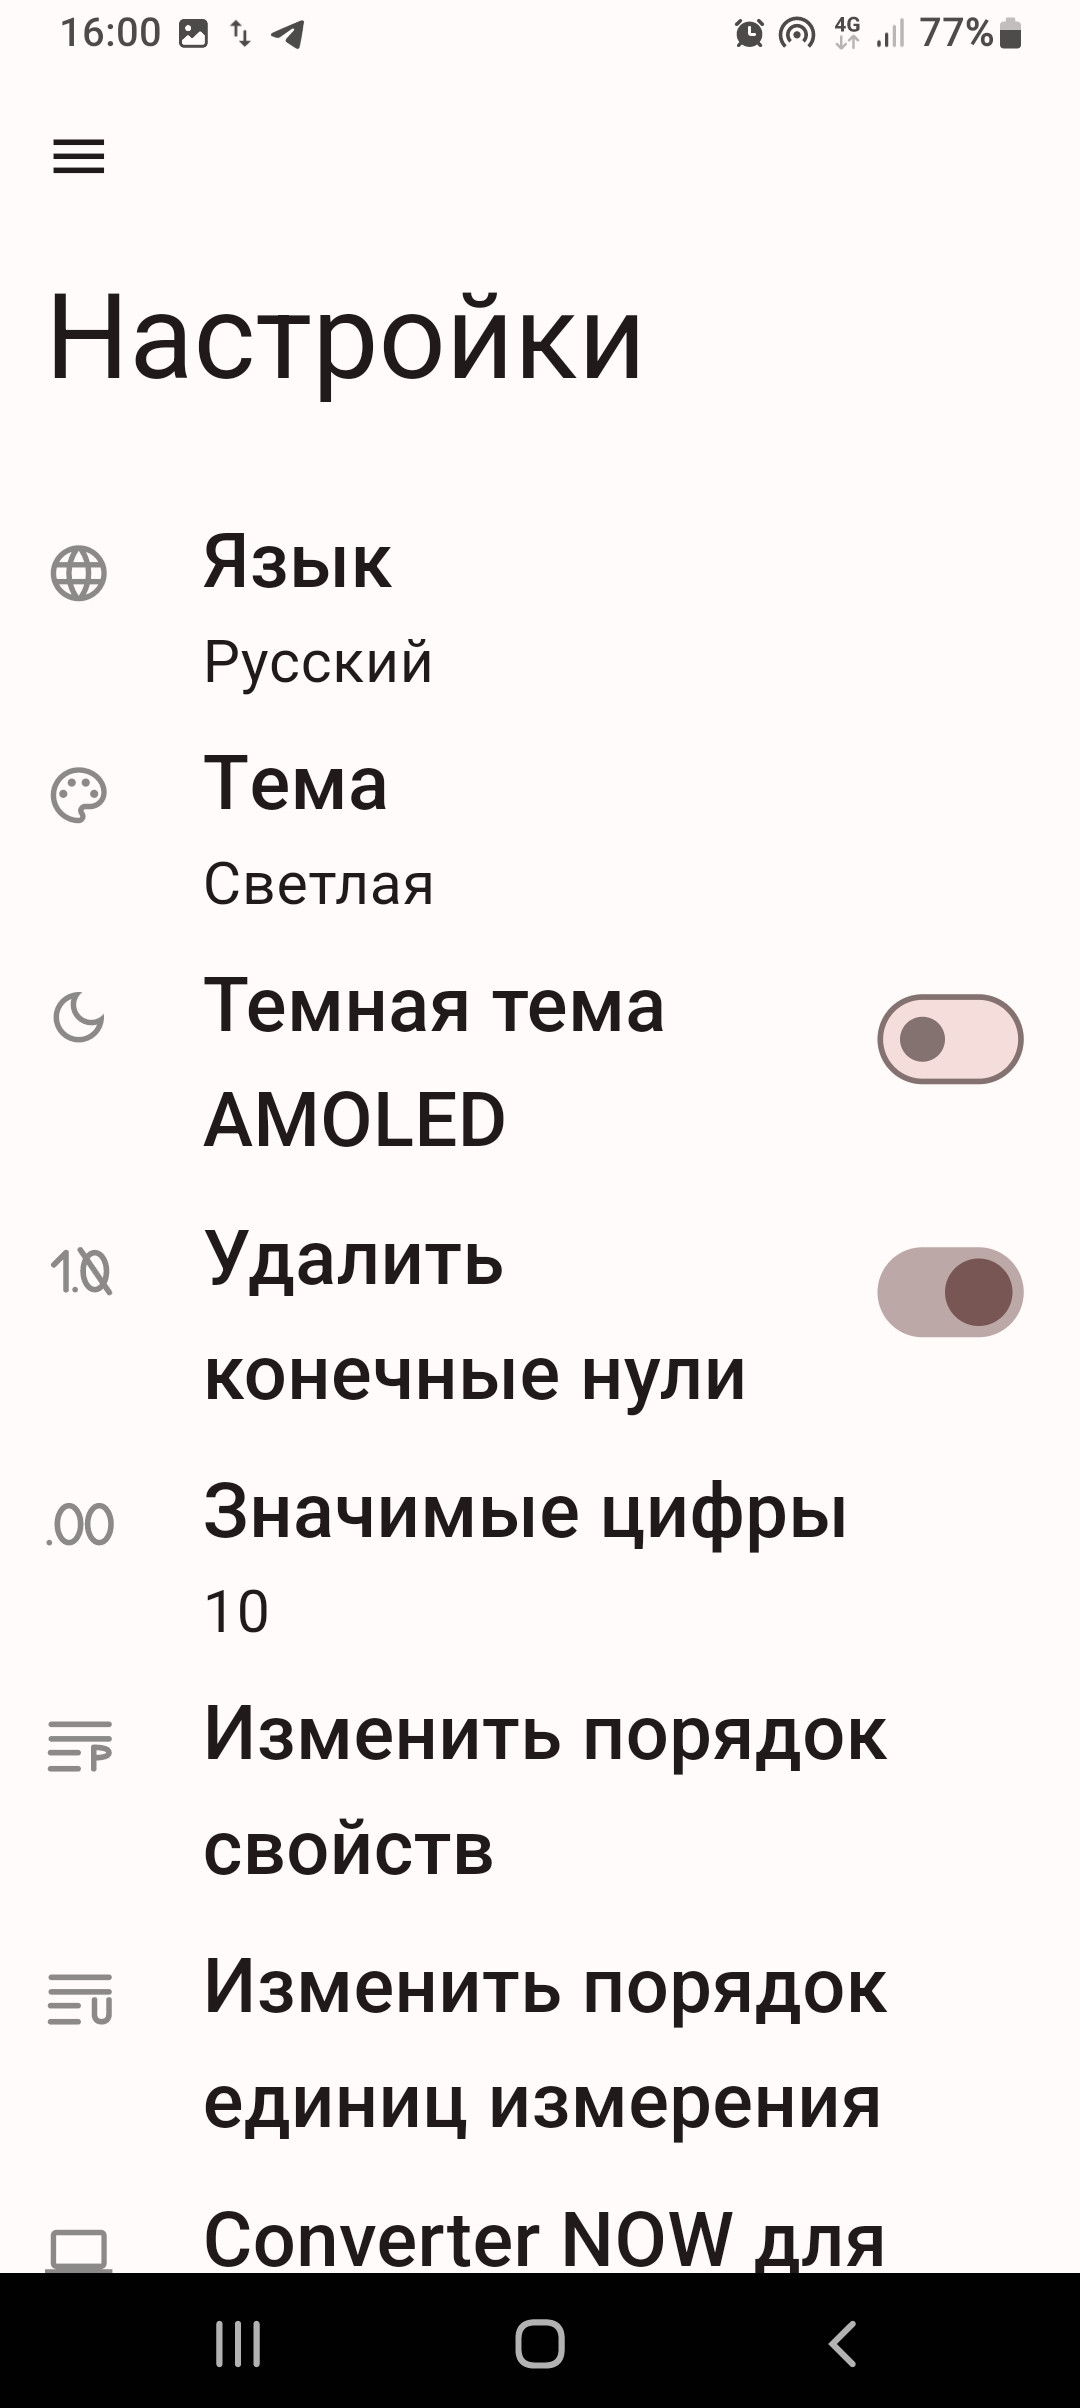 16:00 4G 77%
Настройки
Язык
Русский
Тема
Светлая
Темная тема
AMOLED
1.0 Удалить
конечные нули
.00 Значимые цифры
10
P Изменить порядок
свойств
U Изменить порядок
единиц измерения
Converter NOW для